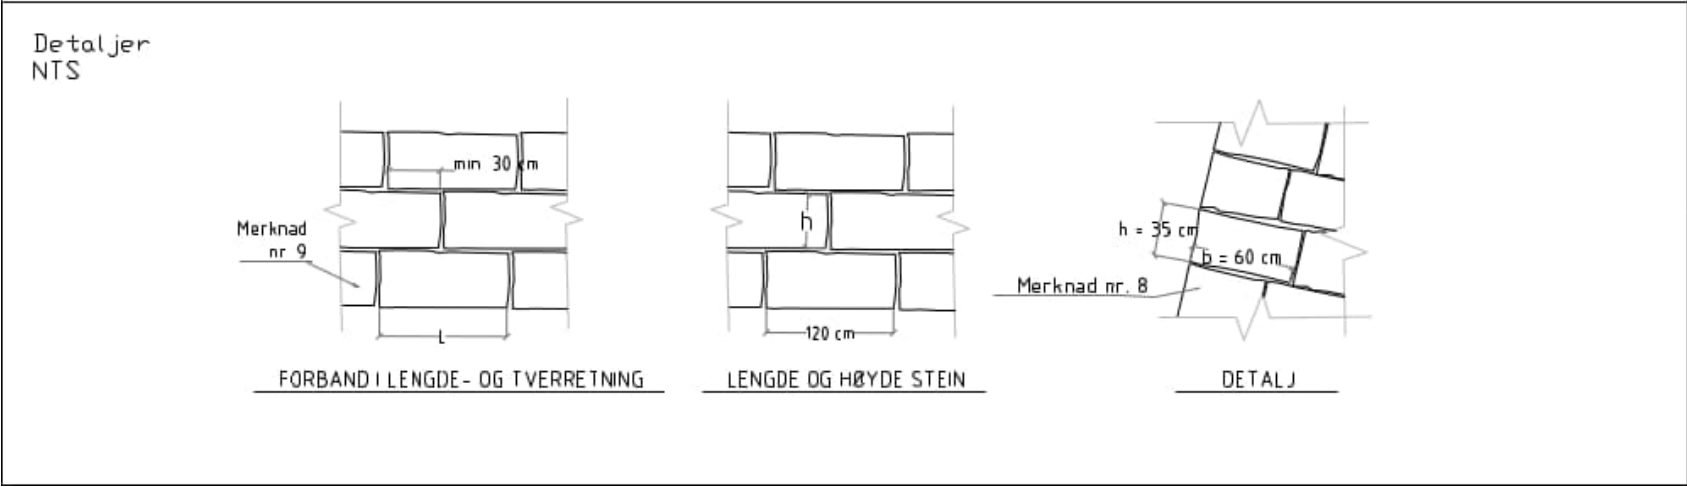 Detaljer
NTS
min 30 cm
Merknad
nr 9
L
FORBAND I LENGDE- OG TVERRETNING
h
120 cm
LENGDE OG HØYDE STEIN
h = 35 cm
b = 60 cm
Merknad nr. 8
DETALJ